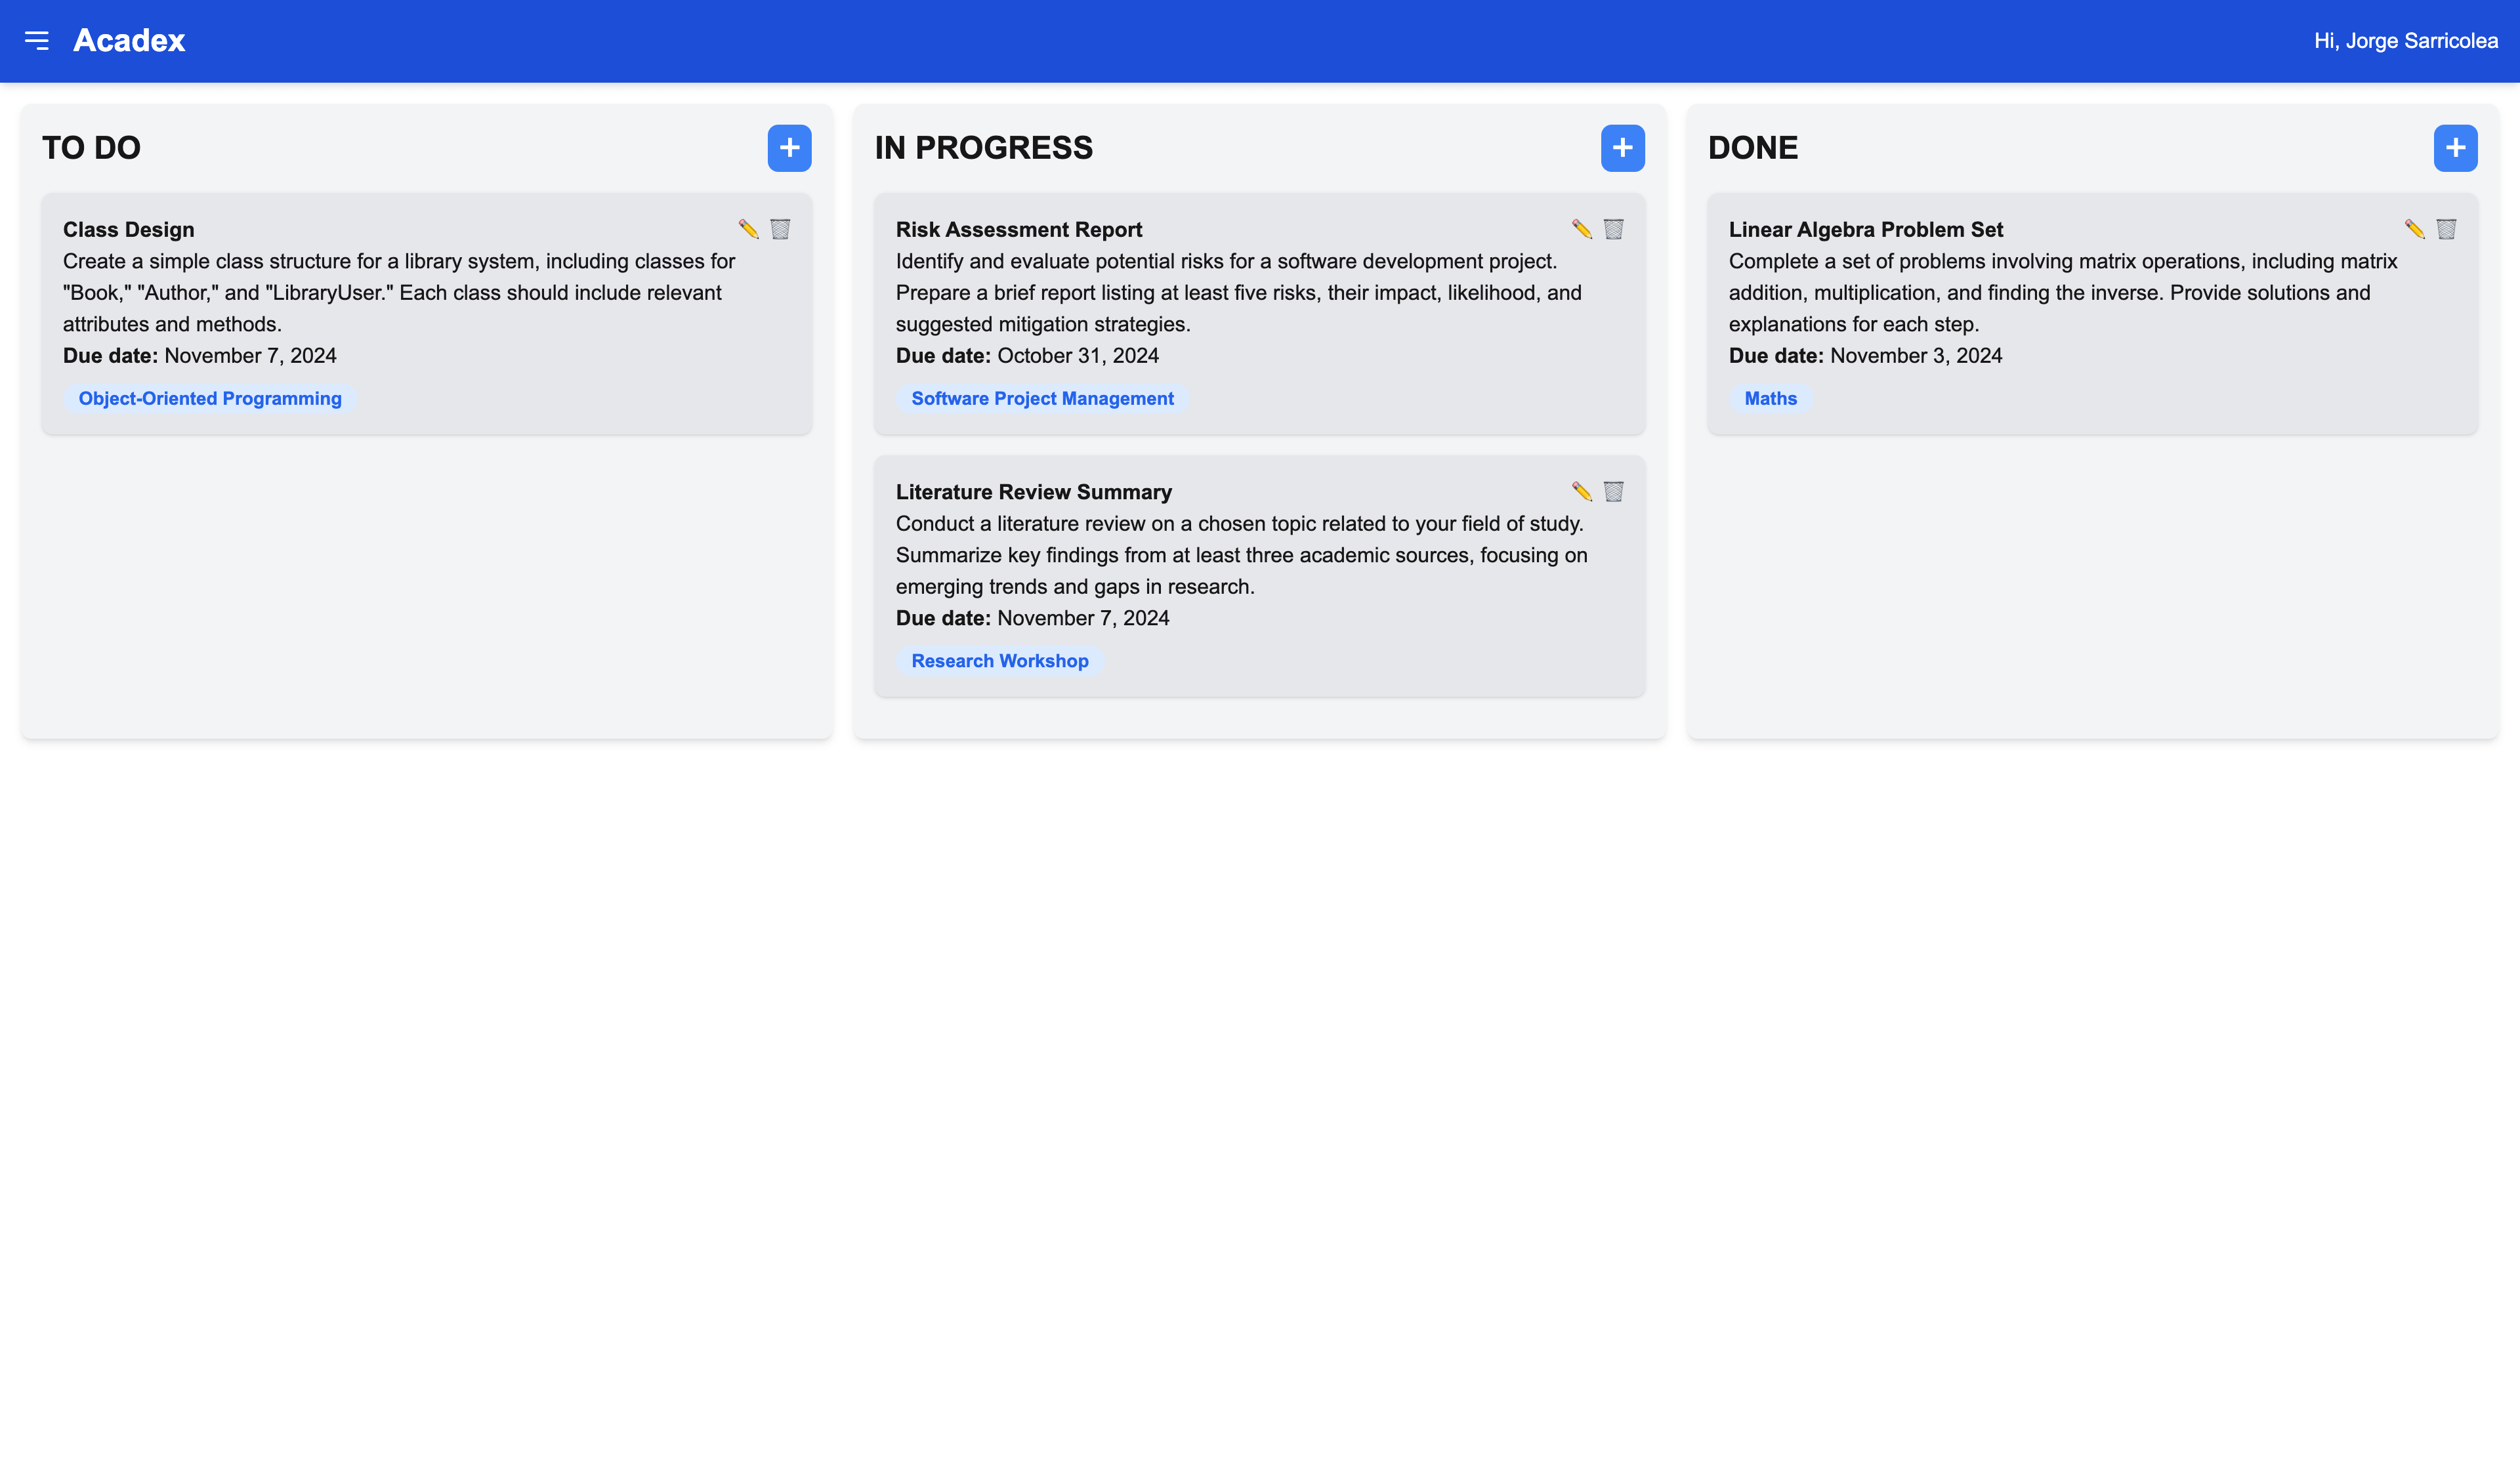 Acadex
Hi, Jorge Sarricolea
TO DO
Class Design
Create a simple class structure for a library system, including classes for
"Book," "Author," and "LibraryUser." Each class should include relevant
attributes and methods.
Due date: November 7, 2024
Object-Oriented Programming
IN PROGRESS
Risk Assessment Report
Identify and evaluate potential risks for a software development project.
Prepare a brief report listing at least five risks, their impact, likelihood, and
suggested mitigation strategies.
Due date: October 31, 2024
Software Project Management
Literature Review Summary
Conduct a literature review on a chosen topic related to your field of study.
Summarize key findings from at least three academic sources, focusing on
emerging trends and gaps in research.
Due date: November 7, 2024
Research Workshop
DONE
Linear Algebra Problem Set
Complete a set of problems involving matrix operations, including matrix
addition, multiplication, and finding the inverse. Provide solutions and
explanations for each step.
Due date: November 3, 2024
Maths